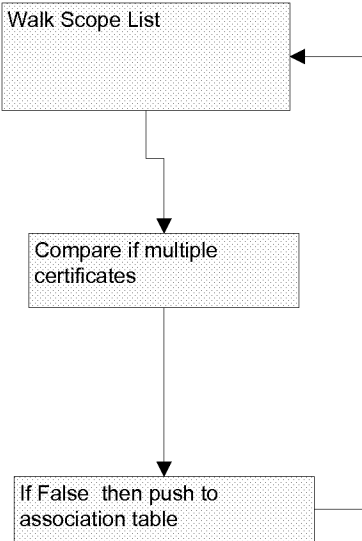 Walk Scope List
Compare if multiple
certificates
If False then push to
association table